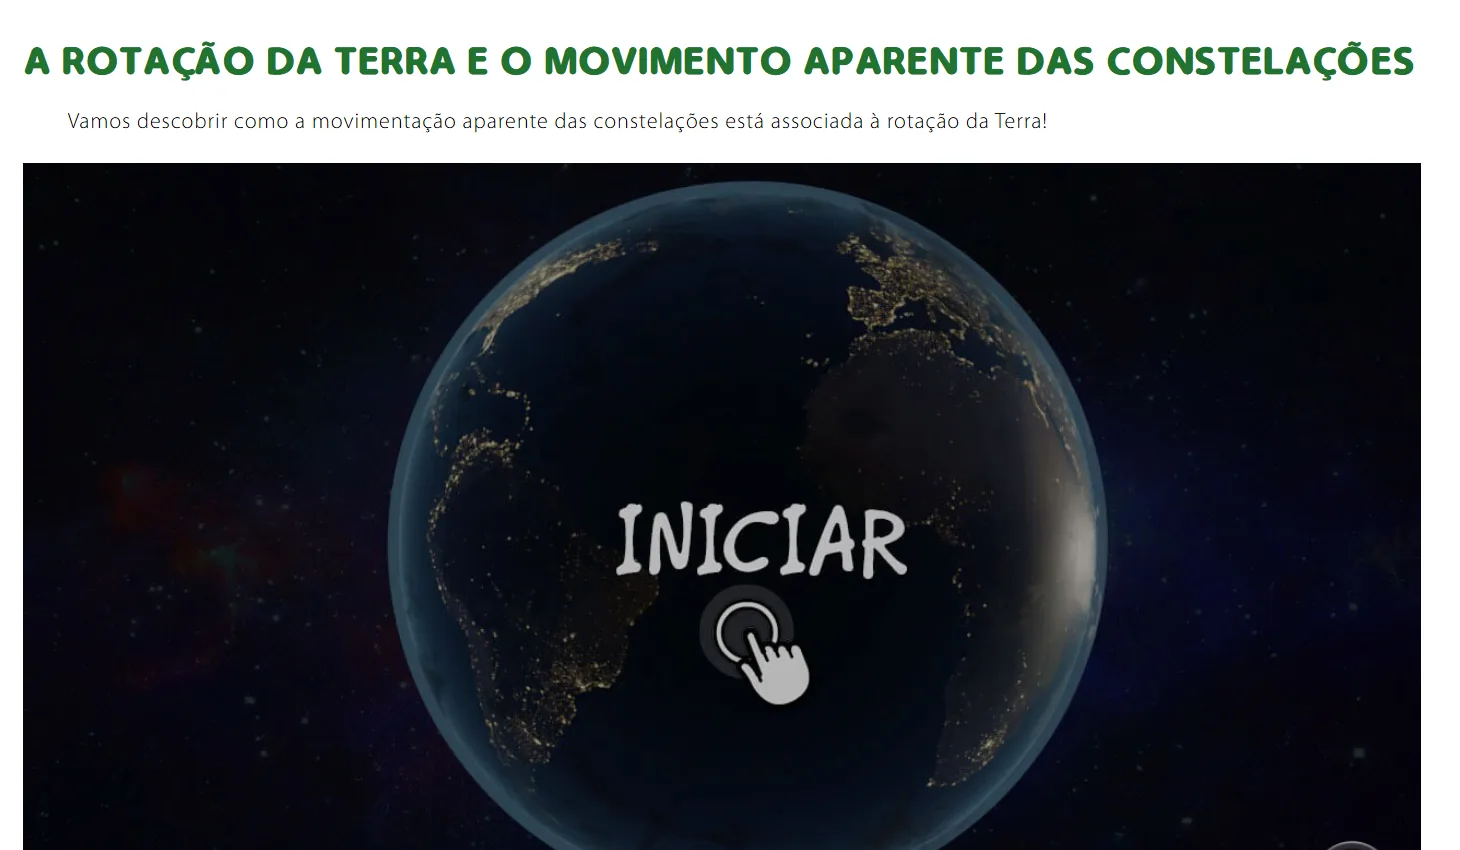 A ROTAÇÃO DA TERRA E O MOVIMENTO APARENTE DAS CONSTELAÇÕES
Vamos descobrir como a movimentação aparente das constelações está associada à rotação da Terra!
INICIAR